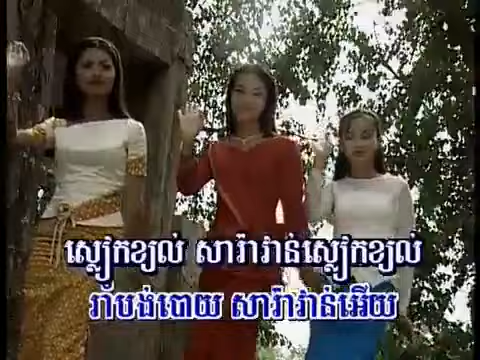 ស្លៀកខ្យល់ សារ៉ាវ៉ាន់ស្លៀកខ្យល់
រាំបង់បោយ សារ៉ាវ៉ាន់អើយ